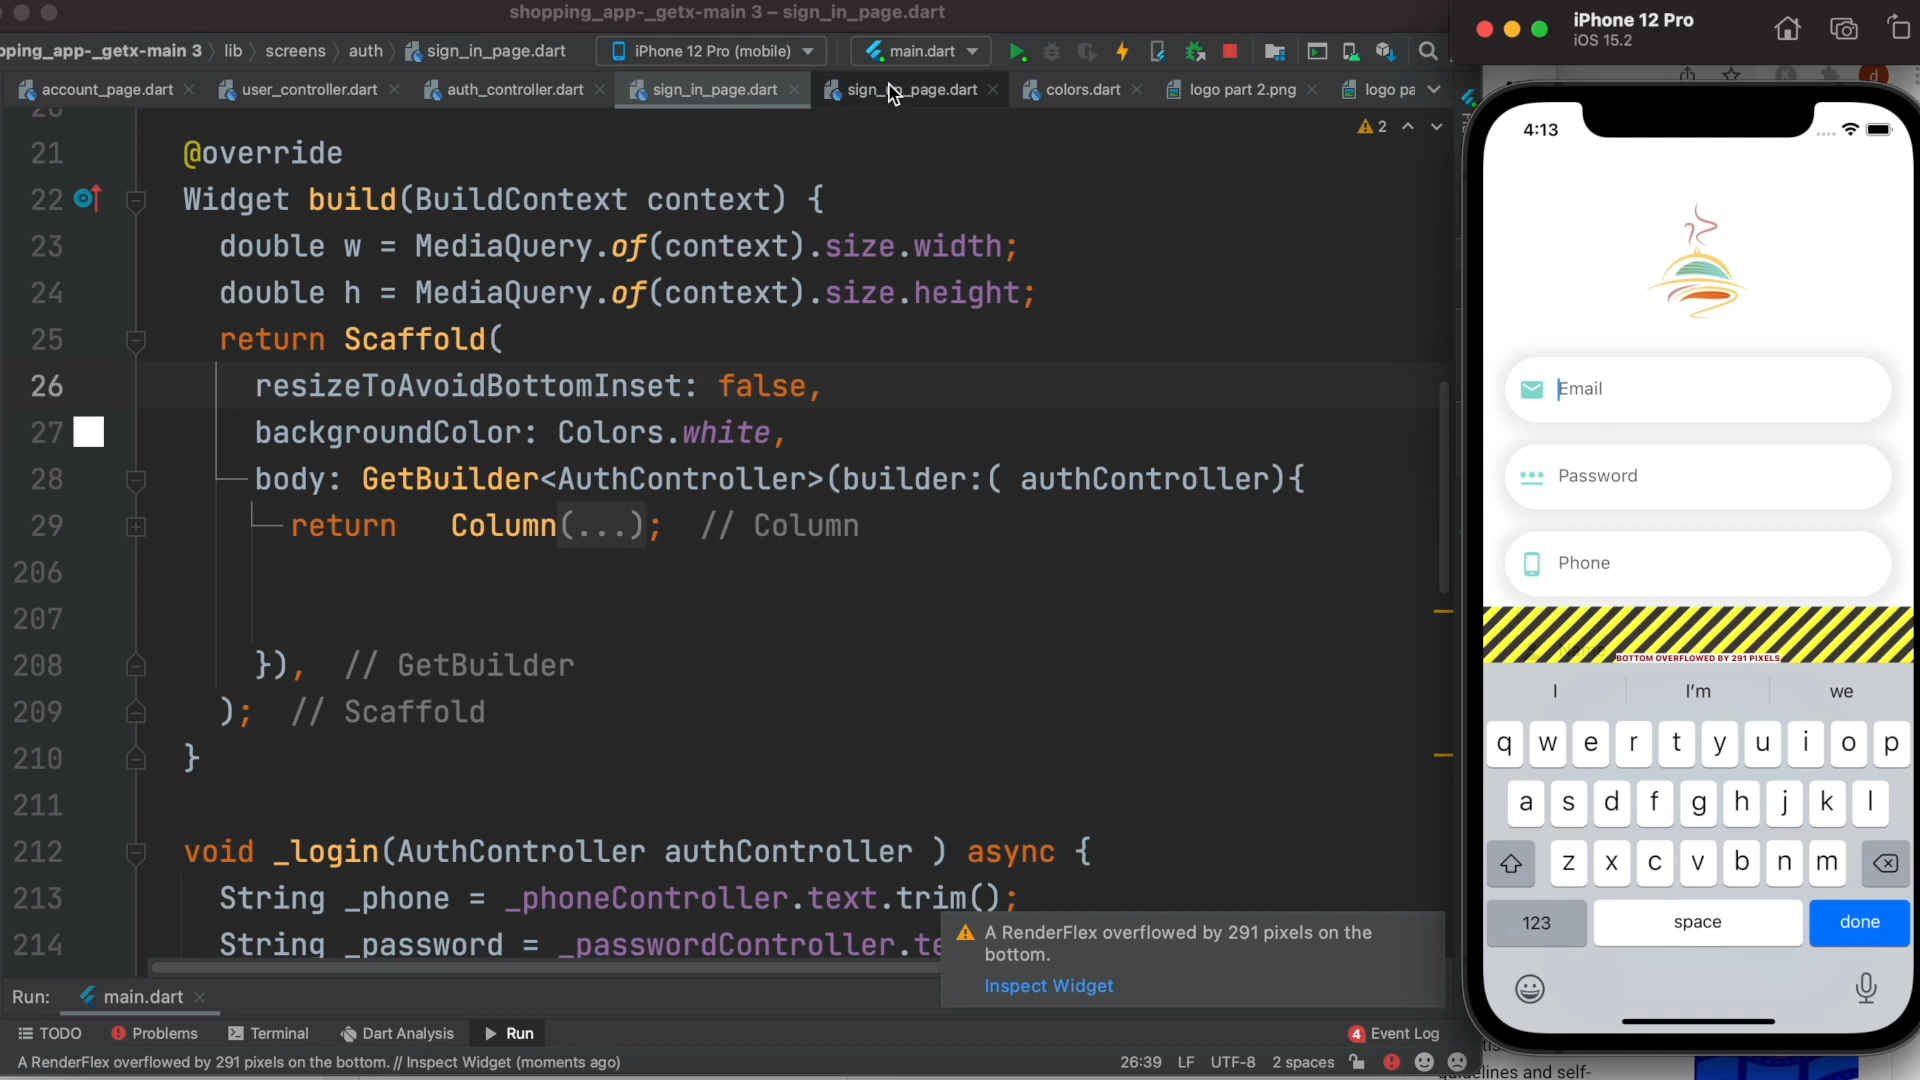 shopping_app-_getx-main 3 – sign_in_page.dart
pping_app-_getx-main 3 lib screens auth sign_in_page.dart iPhone 12 Pro (mobile) main.dart
account_page.dart user_controller.dart auth_controller.dart sign_in_page.dart colors.dart logo part 2.png logo pa
2
21 @override
22 Widget build(BuildContext context) {
23 double w = MediaQuery.of(context).size.width;
24 double h = MediaQuery.of(context).size.height;
25 return Scaffold(
26 resizeToAvoidBottomInset: false,
27 backgroundColor: Colors.white,
28 body: GetBuilder<AuthController>(builder:( authController){
29 return Column(...); // Column
206
207
208 }), // GetBuilder
209 ); // Scaffold
210 }
211
212 void _login(AuthController authController ) async {
213 String _phone = _phoneController.text.trim();
214 String _password = _passwordController.te
A RenderFlex overflowed by 291 pixels on the
bottom.
Inspect Widget
Run: main.dart
TODO Problems Terminal Dart Analysis Run 4 Event Log
A RenderFlex overflowed by 291 pixels on the bottom. // Inspect Widget (moments ago) 26:39 LF UTF-8 2 spaces
iPhone 12 Pro
iOS 15.2
4:13
Email
Password
Phone
BOTTOM OVERFLOWED BY 291 PIXELS
I I'm we
q w e r t y u i o p
a s d f g h j k l
z x c v b n m
123 space done
guidelines and self-